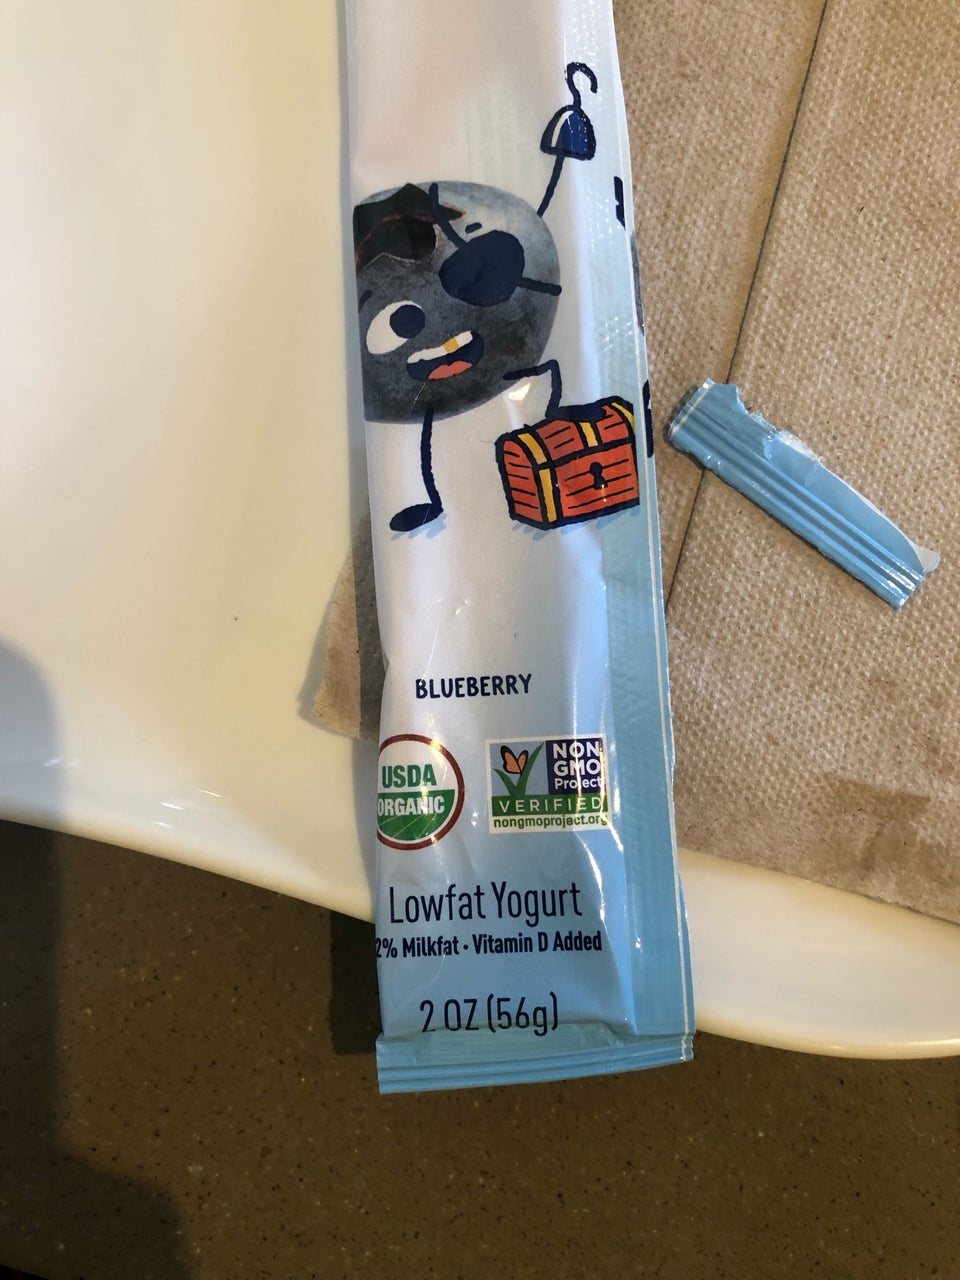 BLUEBERRY
USDA
ORGANIC
NON
GMO
Project
VERIFIED
nongmoproject.org
Lowfat Yogurt
2% Milkfat • Vitamin D Added
2 OZ (56g)